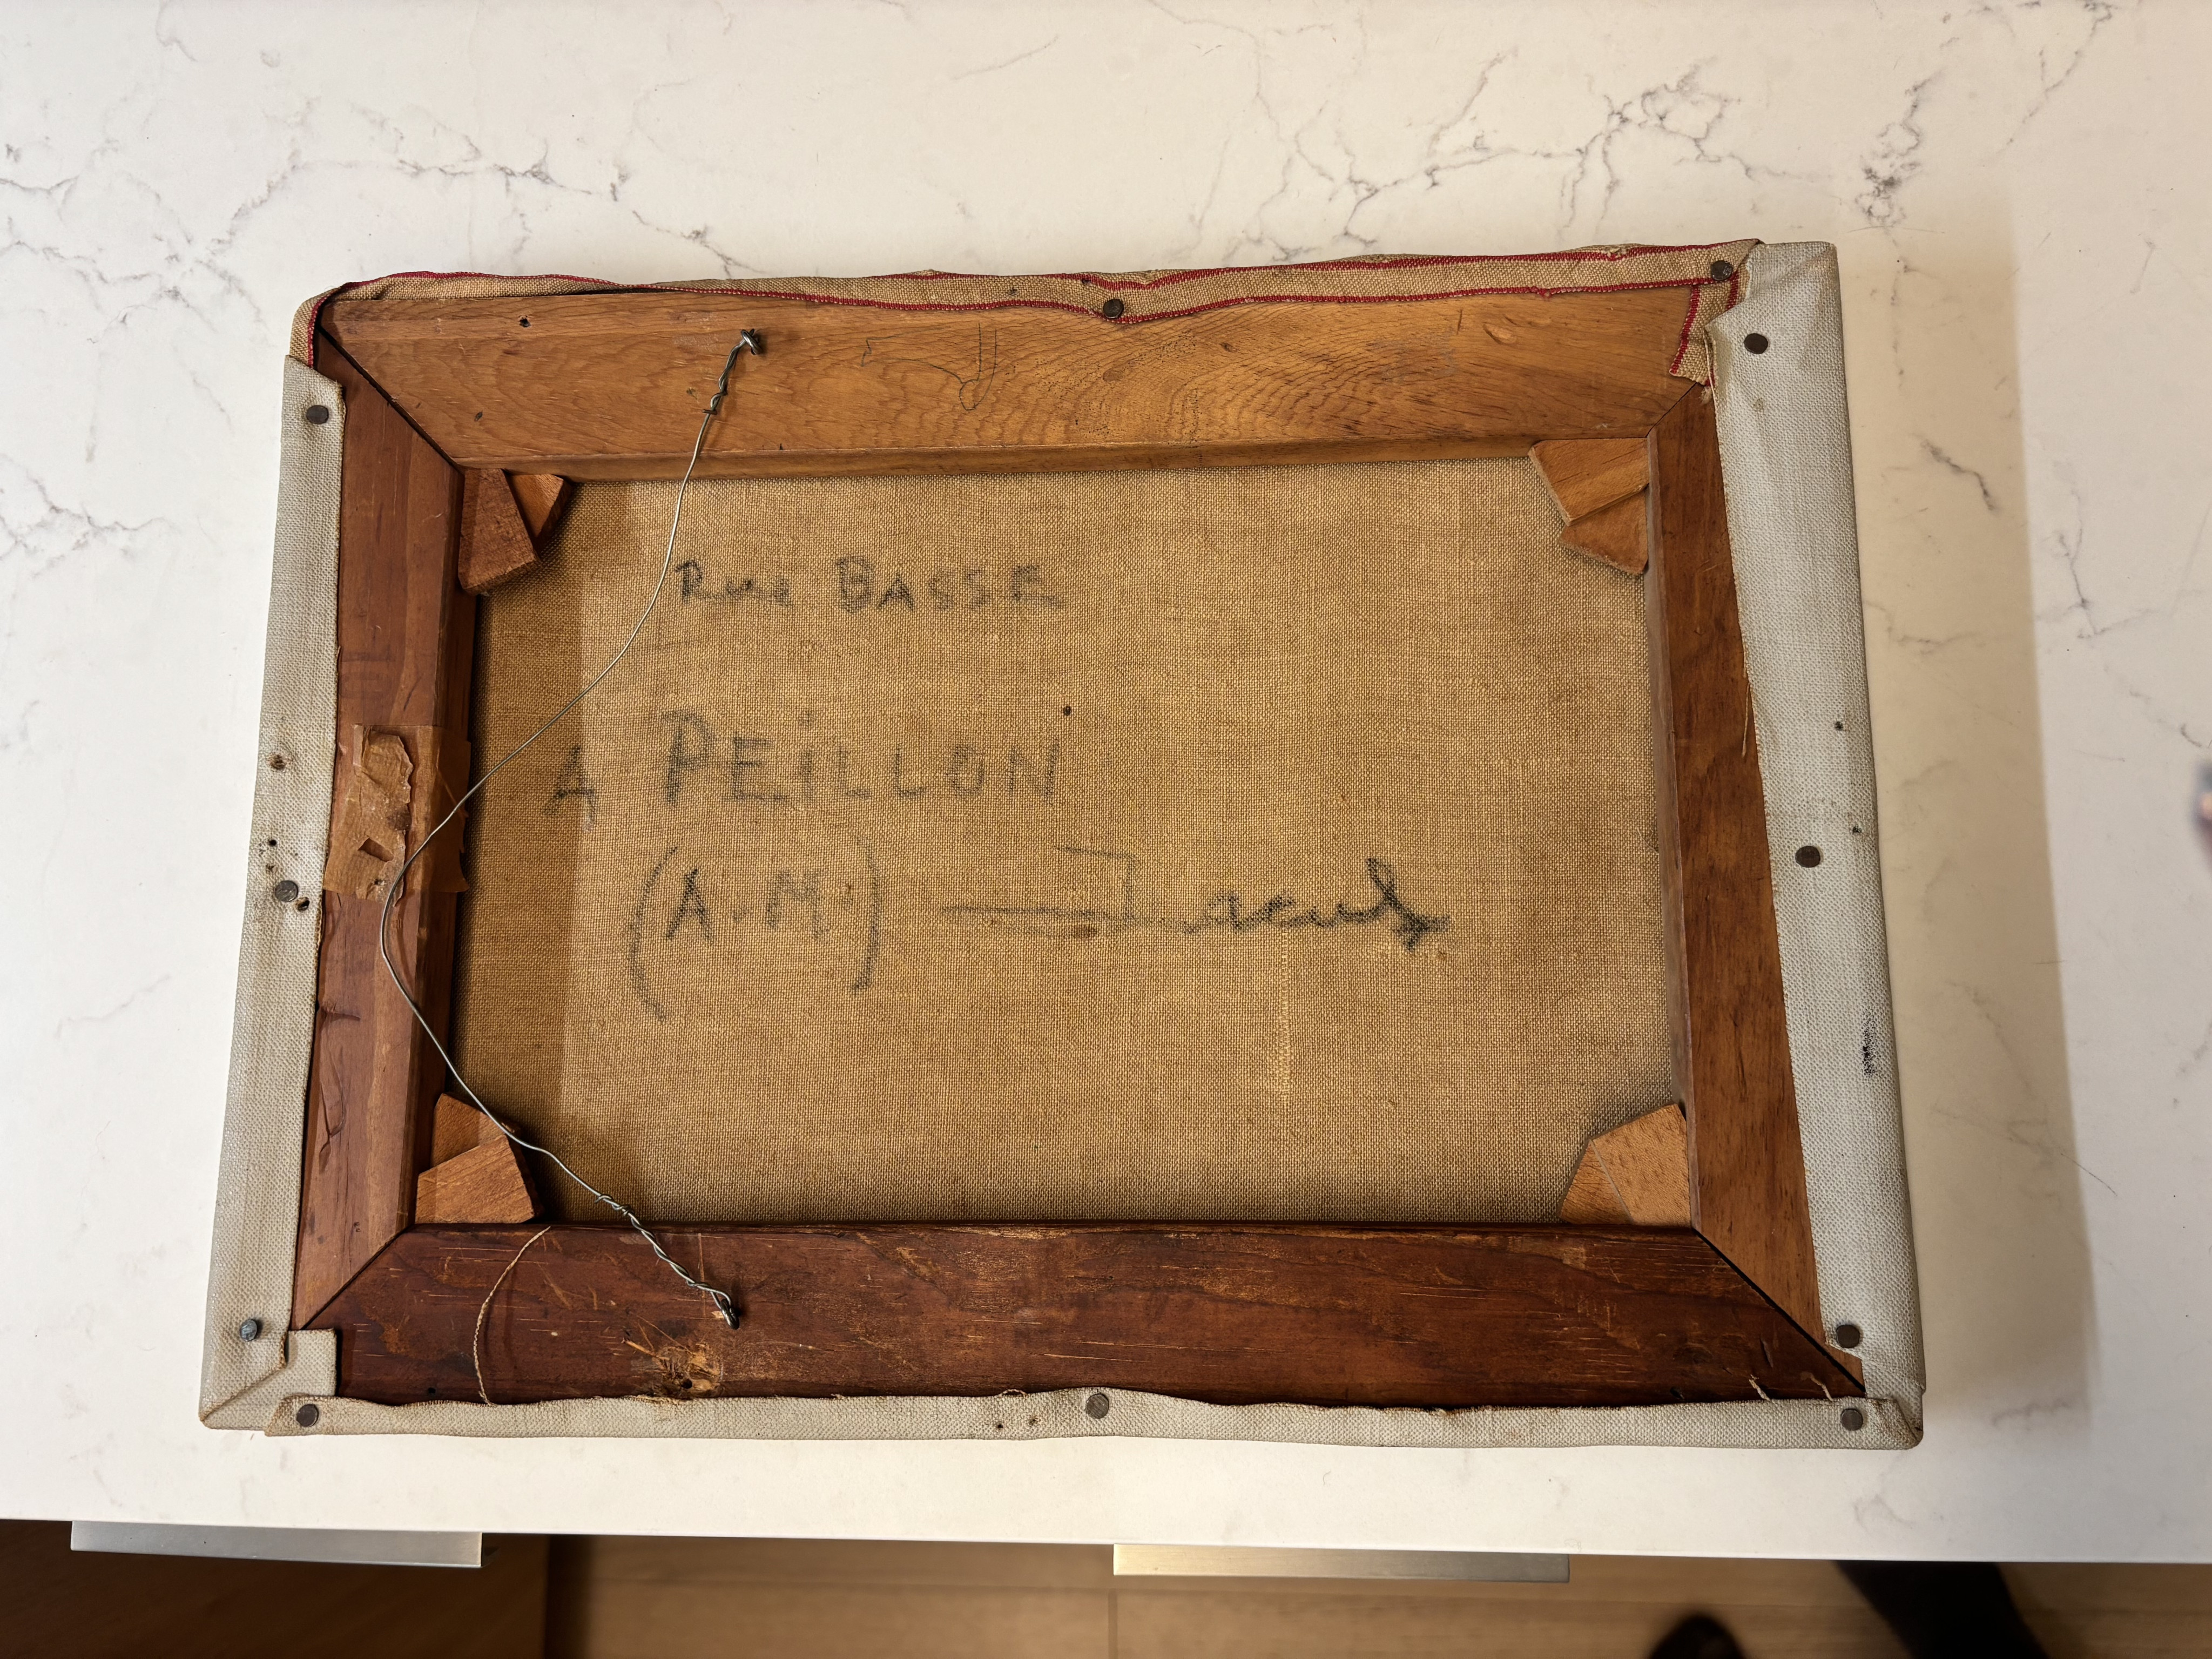 Rue BASSE
A PEiLLON
(A.M.)